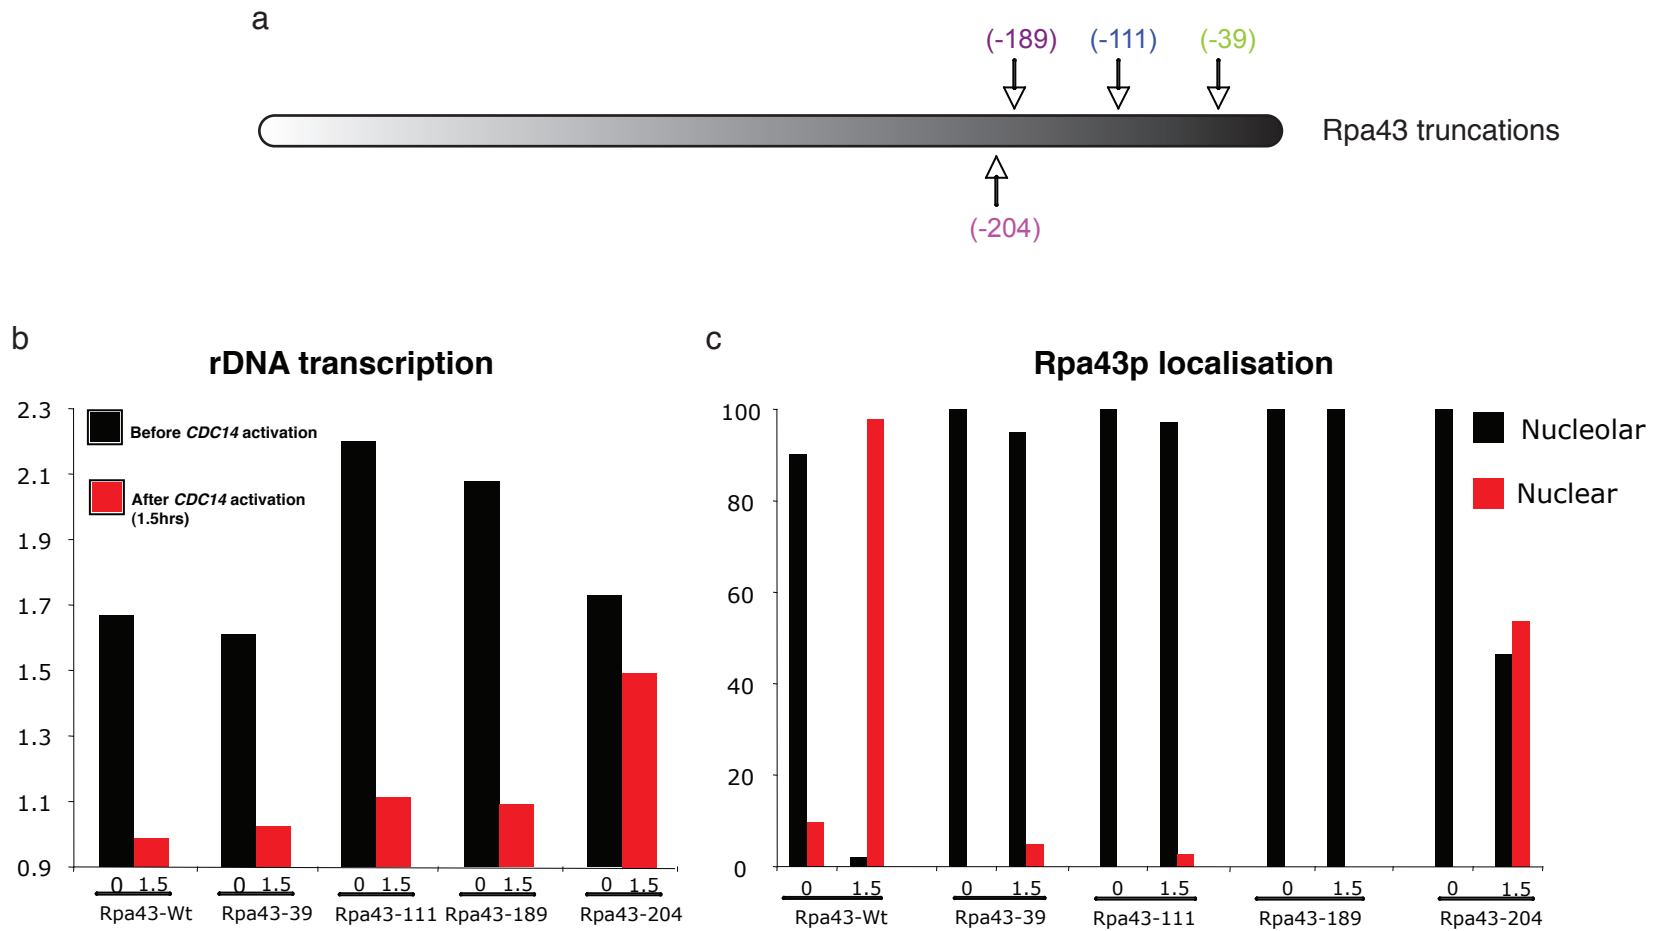 a
(-189)
(-111)
(-39)
Rpa43 truncations
(-204)
b
rDNA transcription
2.3
2.1
1.9
1.7
1.5
1.3
1.1
0.9
Before CDC14 activation
After CDC14 activation
(1.5hrs)
0 1.5 0 1.5 0 1.5 0 1.5 0 1.5
Rpa43-Wt Rpa43-39 Rpa43-111 Rpa43-189 Rpa43-204
c
Rpa43p localisation
100
80
60
40
20
0
Nucleolar
Nuclear
0 1.5 0 1.5 0 1.5 0 1.5 0 1.5
Rpa43-Wt Rpa43-39 Rpa43-111 Rpa43-189 Rpa43-204